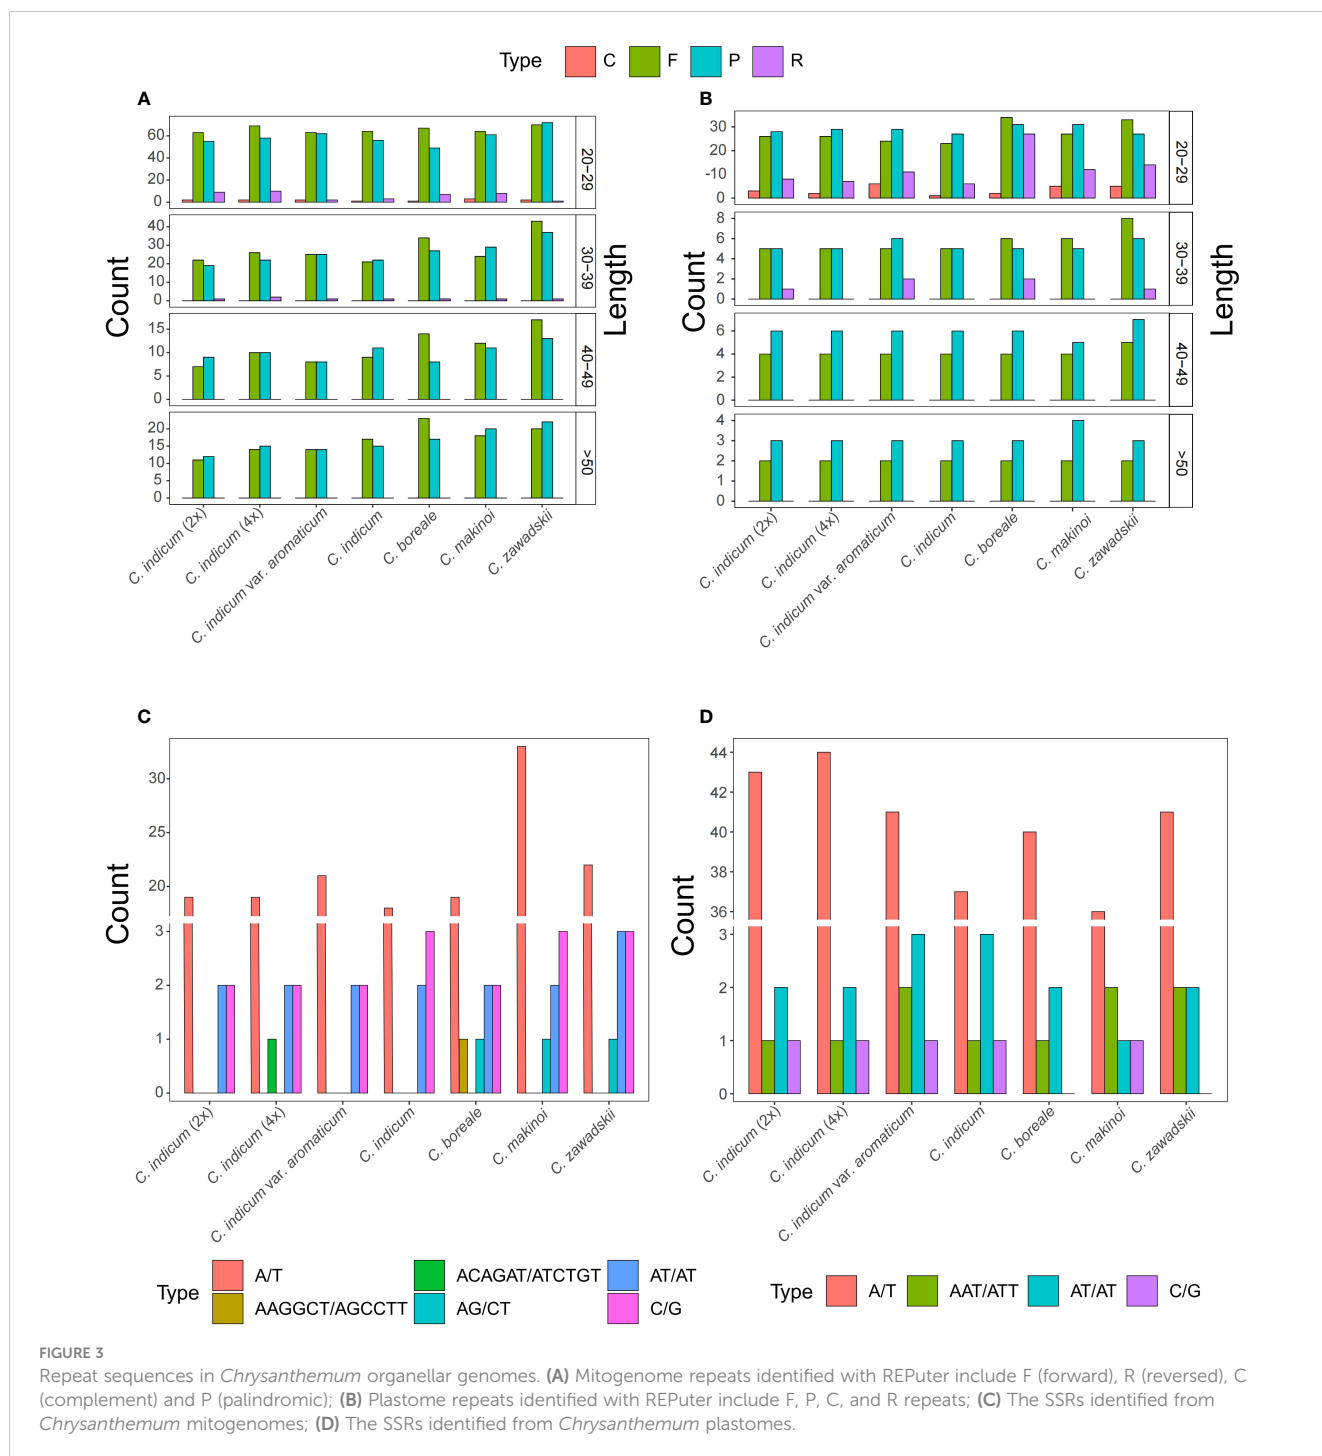 Type C F P R
A
60
40
20
0
20−29
40
30
20
10
0
30−39
15
10
5
0
40−49
20
15
10
5
0
>50
Count
Length
C. indicum (2x)
C. indicum (4x)
C. indicum var. aromaticum
C. indicum
C. boreale
C. makinoi
C. zawadskii
B
30
20
-10
0
20−29
8
6
4
2
0
30−39
6
4
2
0
40−49
4
3
2
1
0
>50
Count
Length
C. indicum (2x)
C. indicum (4x)
C. indicum var. aromaticum
C. indicum
C. boreale
C. makinoi
C. zawadskii
C
30
25
20
3
2
1
0
Count
C. indicum (2x)
C. indicum (4x)
C. indicum var. aromaticum
C. indicum
C. boreale
C. makinoi
C. zawadskii
Type
A/T ACAGAT/ATCTGT AT/AT
AAGGCT/AGCCTT AG/CT C/G
D
44
42
40
38
36
3
2
1
0
Count
C. indicum (2x)
C. indicum (4x)
C. indicum var. aromaticum
C. indicum
C. boreale
C. makinoi
C. zawadskii
Type A/T AAT/ATT AT/AT C/G
FIGURE 3
Repeat sequences in Chrysanthemum organellar genomes. (A) Mitogenome repeats identified with REPuter include F (forward), R (reversed), C
(complement) and P (palindromic); (B) Plastome repeats identified with REPuter include F, P, C, and R repeats; (C) The SSRs identified from
Chrysanthemum mitogenomes; (D) The SSRs identified from Chrysanthemum plastomes.